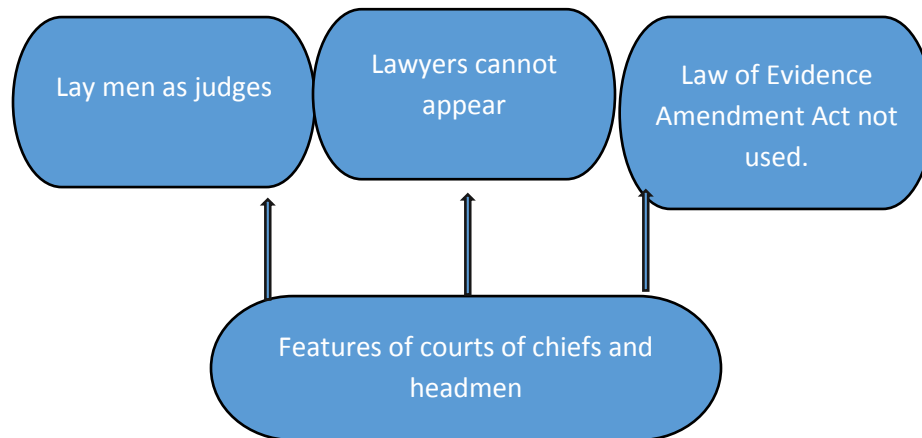 Lay men as judges
Lawyers cannot
appear
Law of Evidence
Amendment Act not
used.
Features of courts of chiefs and
headmen